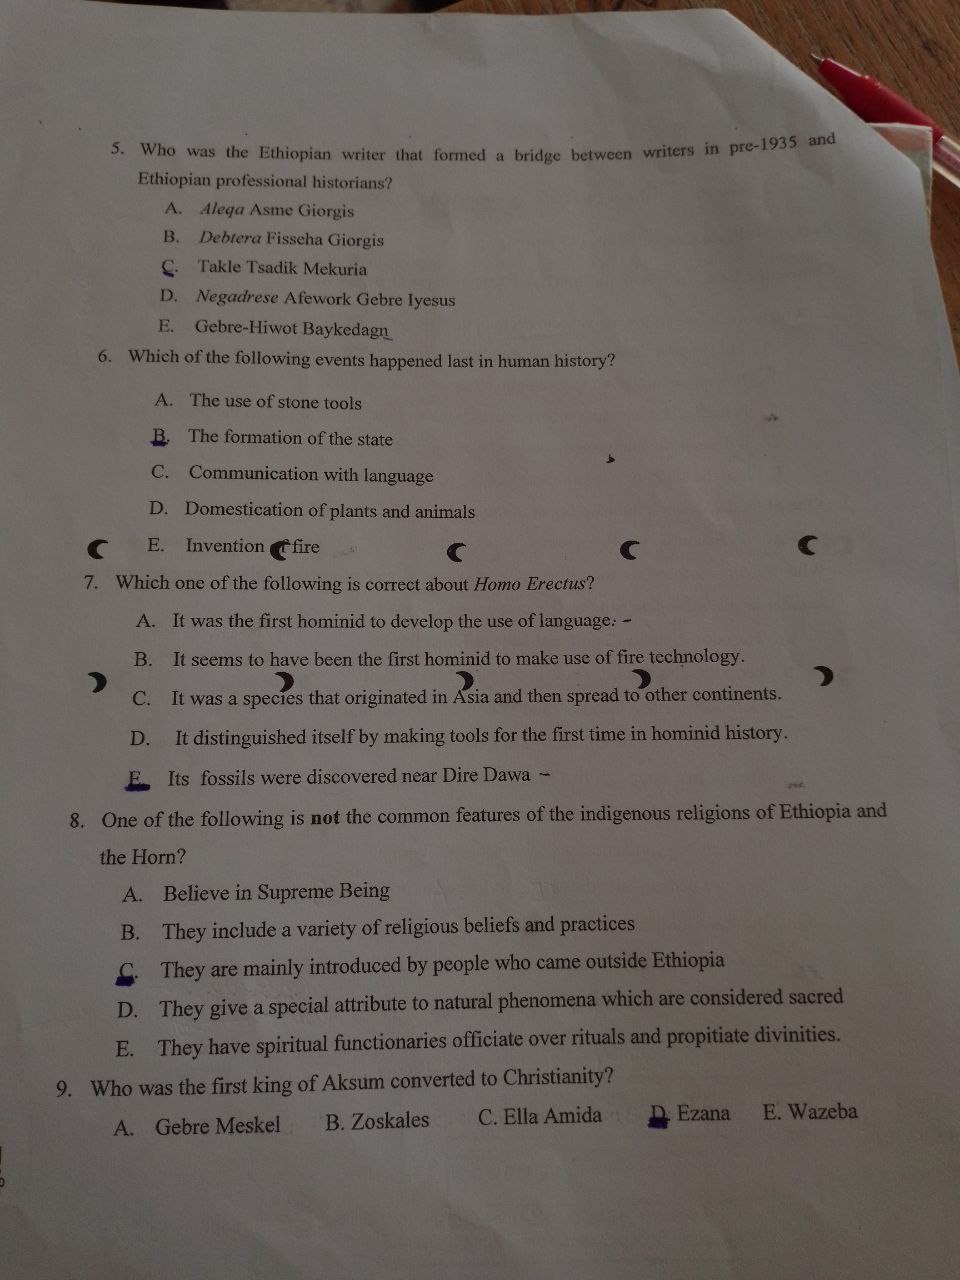 5. Who was the Ethiopian writer that formed a bridge between writers in pre-1935 and
Ethiopian professional historians?
A. Aleqa Asme Giorgis
B. Debtera Fisseha Giorgis
C. Takle Tsadik Mekuria
D. Negadrese Afework Gebre Iyesus
E. Gebre-Hiwot Baykedagn
6. Which of the following events happened last in human history?
A. The use of stone tools
B. The formation of the state
C. Communication with language
D. Domestication of plants and animals
E. Invention of fire
7. Which one of the following is correct about Homo Erectus?
A. It was the first hominid to develop the use of language.
B. It seems to have been the first hominid to make use of fire technology.
C. It was a species that originated in Asia and then spread to other continents.
D. It distinguished itself by making tools for the first time in hominid history.
E. Its fossils were discovered near Dire Dawa
8. One of the following is not the common features of the indigenous religions of Ethiopia and
the Horn?
A. Believe in Supreme Being
B. They include a variety of religious beliefs and practices
C. They are mainly introduced by people who came outside Ethiopia
D. They give a special attribute to natural phenomena which are considered sacred
E. They have spiritual functionaries officiate over rituals and propitiate divinities.
9. Who was the first king of Aksum converted to Christianity?
A. Gebre Meskel B. Zoskales C. Ella Amida D. Ezana E. Wazeba